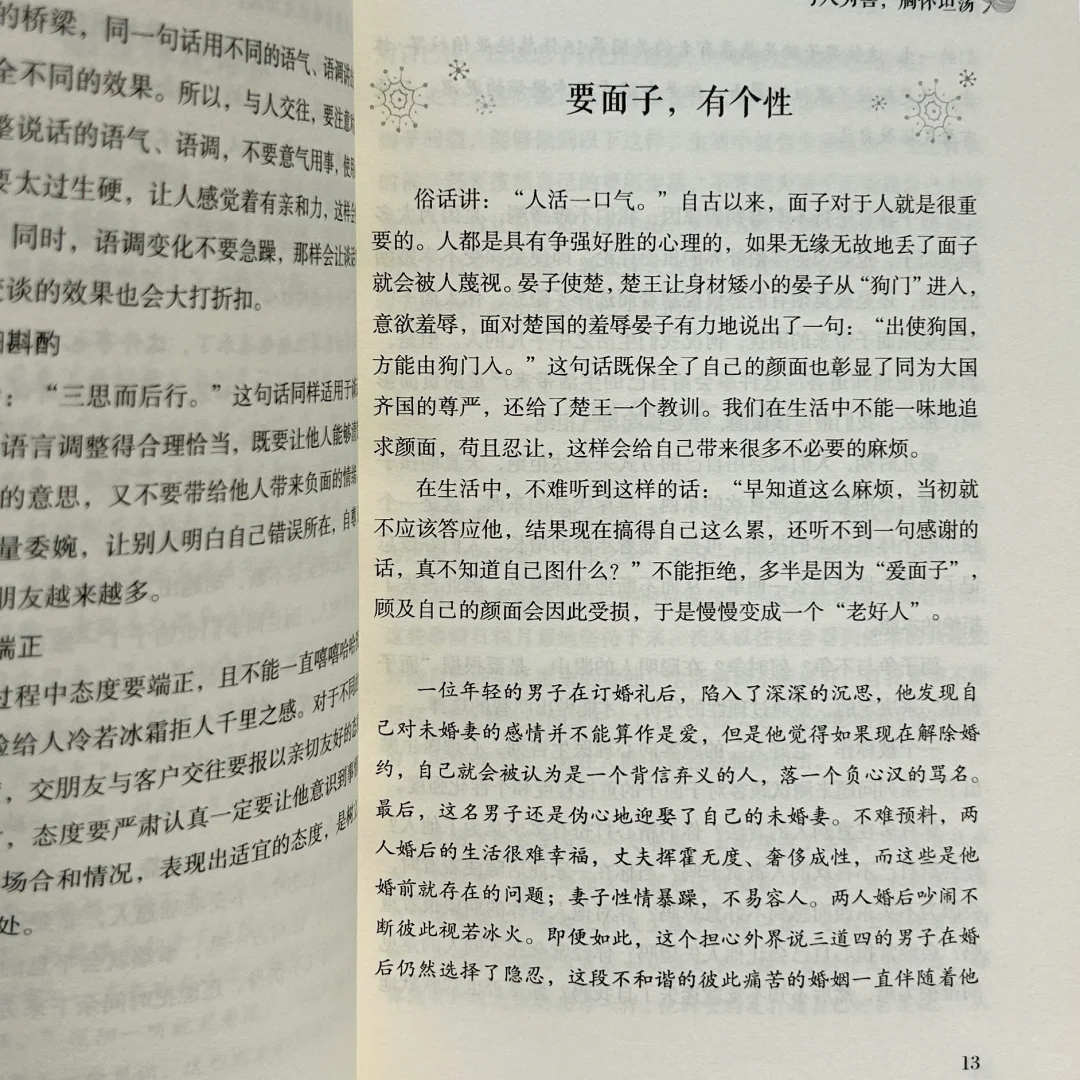 的桥梁，同一句话用不同的语气、语调讲
全不同的效果。所以，与人交往，要注意
整说话的语气、语调，不要意气用事，使用
要太过生硬，让人感觉着有亲和力，这样会
同时，语调变化不要急躁，那样会让谈话
谈的效果也会大打折扣。
斟酌
：“三思而后行。”这句话同样适用于
语言调整得合理恰当，既要让他人能够清
的意思，又不要带给他人带来负面的情绪
量委婉，让别人明白自己错误所在，自尊
朋友越来越多。
端正
过程中态度要端正，且不能一直嘻嘻哈哈
脸给人冷若冰霜拒人千里之感。对于不同
，交朋友与客户交往要报以亲切友好的态
，态度要严肃认真一定要让他意识到事情
场合和情况，表现出适宜的态度，是
处。
与人为善，胸怀坦荡
要面子，有个性
俗话讲：“人活一口气。”自古以来，面子对于人就是很重
要的。人都是具有争强好胜的心理的，如果无缘无故地丢了面子
就会被人蔑视。晏子使楚，楚王让身材矮小的晏子从“狗门”进入，
意欲羞辱，面对楚国的羞辱晏子有力地说出了一句：“出使狗国，
方能由狗门入。”这句话既保全了自己的颜面也彰显了同为大国
齐国的尊严，还给了楚王一个教训。我们在生活中不能一味地追
求颜面，苟且忍让，这样会给自己带来很多不必要的麻烦。
在生活中，不难听到这样的话：“早知道这么麻烦，当初就
不应该答应他，结果现在搞得自己这么累，还听不到一句感谢的
话，真不知道自己图什么？”不能拒绝，多半是因为“爱面子”，
顾及自己的颜面会因此受损，于是慢慢变成一个“老好人”。
一位年轻的男子在订婚礼后，陷入了深深的沉思，他发现自
己对未婚妻的感情并不能算作是爱，但是他觉得如果现在解除婚
约，自己就会被认为是一个背信弃义的人，落一个负心汉的骂名。
最后，这名男子还是伪心地迎娶了自己的未婚妻。不难预料，两
人婚后的生活很难幸福，丈夫挥霍无度、奢侈成性，而这些是他
婚前就存在的问题；妻子性情暴躁，不易容人。两人婚后吵闹不
断彼此视若冰火。即便如此，这个担心外界说三道四的男子在婚
后仍然选择了隐忍，这段不和谐的彼此痛苦的婚姻一直伴随着他
13